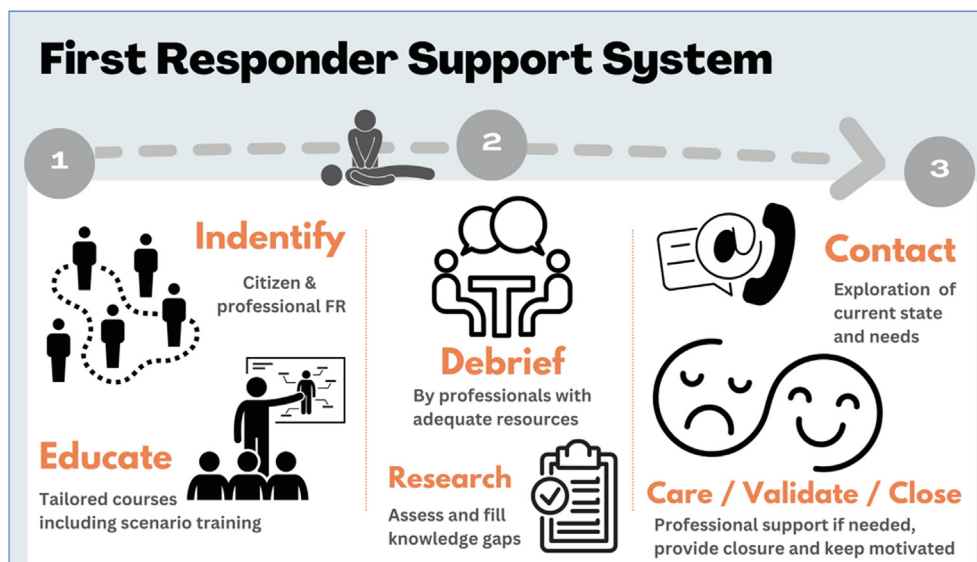 First Responder Support System
1
2
3
Indentify
Citizen &
professional FR
Educate
Tailored courses
including scenario training
Debrief
By professionals with
adequate resources
Research
Assess and fill
knowledge gaps
Contact
Exploration of
current state
and needs
Care / Validate / Close
Professional support if needed,
provide closure and keep motivated